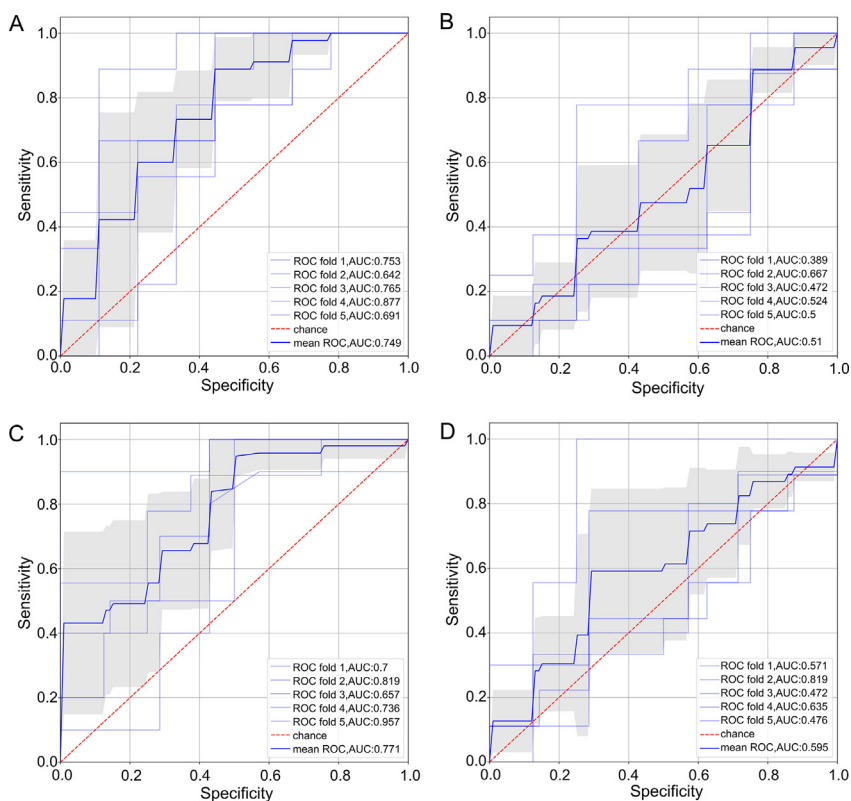 A
1.0
0.8
0.6
0.4
0.2
0.0
Sensitivity
0.0 0.2 0.4 0.6 0.8 1.0
Specificity
ROC fold 1,AUC:0.753
ROC fold 2,AUC:0.642
ROC fold 3,AUC:0.765
ROC fold 4,AUC:0.877
ROC fold 5,AUC:0.691
chance
mean ROC,AUC:0.749
B
1.0
0.8
0.6
0.4
0.2
0.0
Sensitivity
0.0 0.2 0.4 0.6 0.8 1.0
Specificity
ROC fold 1,AUC:0.389
ROC fold 2,AUC:0.667
ROC fold 3,AUC:0.472
ROC fold 4,AUC:0.524
ROC fold 5,AUC:0.5
chance
mean ROC,AUC:0.51
C
1.0
0.8
0.6
0.4
0.2
0.0
Sensitivity
0.0 0.2 0.4 0.6 0.8 1.0
Specificity
ROC fold 1,AUC:0.7
ROC fold 2,AUC:0.819
ROC fold 3,AUC:0.657
ROC fold 4,AUC:0.736
ROC fold 5,AUC:0.957
chance
mean ROC,AUC:0.771
D
1.0
0.8
0.6
0.4
0.2
0.0
Sensitivity
0.0 0.2 0.4 0.6 0.8 1.0
Specificity
ROC fold 1,AUC:0.571
ROC fold 2,AUC:0.819
ROC fold 3,AUC:0.472
ROC fold 4,AUC:0.635
ROC fold 5,AUC:0.476
chance
mean ROC,AUC:0.595